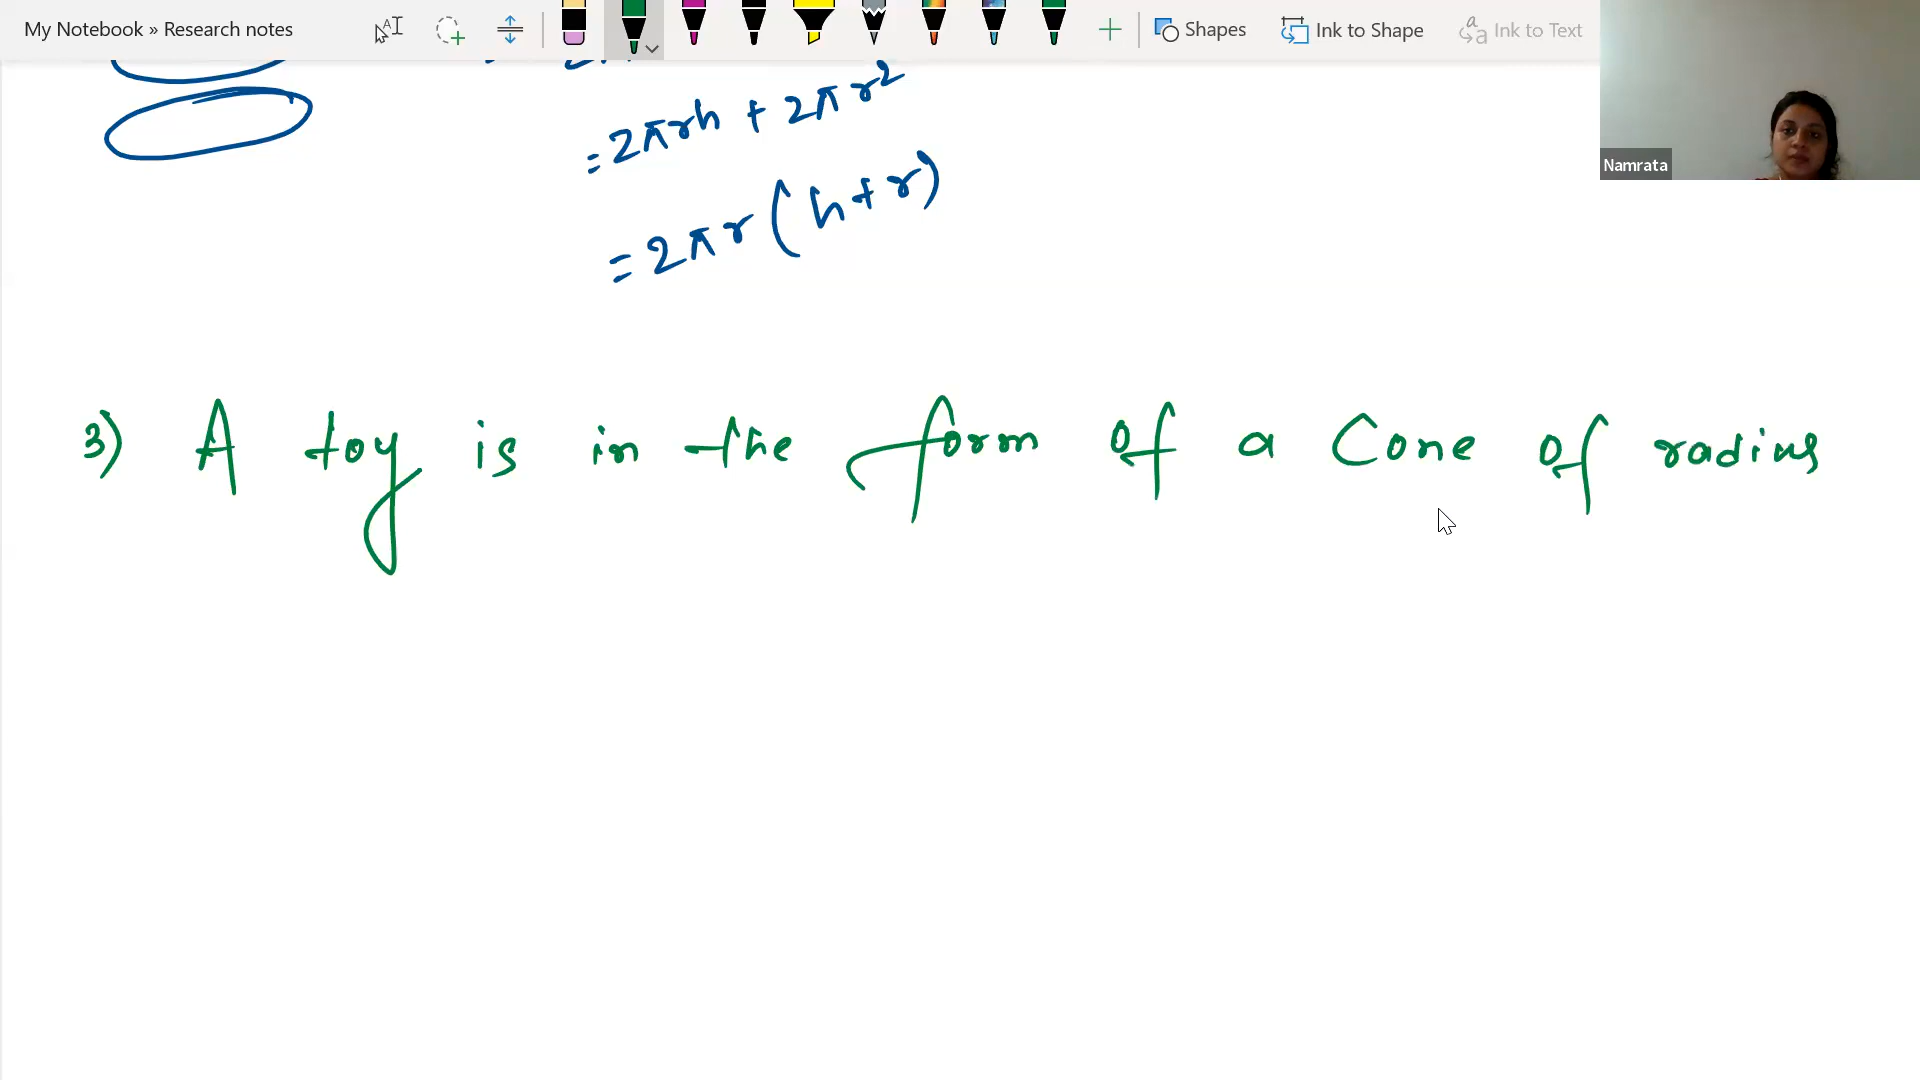 My Notebook » Research notes
Shapes
Ink to Shape
Ink to Text
= 2πrh + 2πr²
= 2πr (h+r)
Namrata
3) A toy is in the form of a Cone of radius